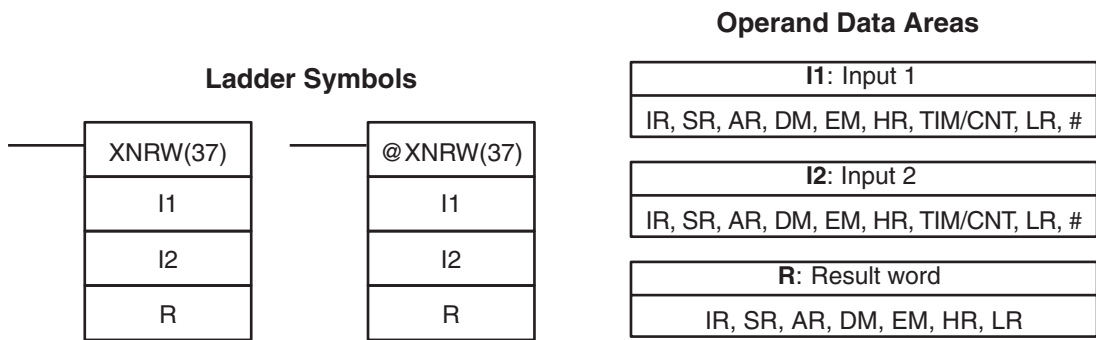 Ladder Symbols
XNRW(37)
I1
I2
R
@XNRW(37)
I1
I2
R
Operand Data Areas
I1: Input 1
IR, SR, AR, DM, EM, HR, TIM/CNT, LR, #
I2: Input 2
IR, SR, AR, DM, EM, HR, TIM/CNT, LR, #
R: Result word
IR, SR, AR, DM, EM, HR, LR